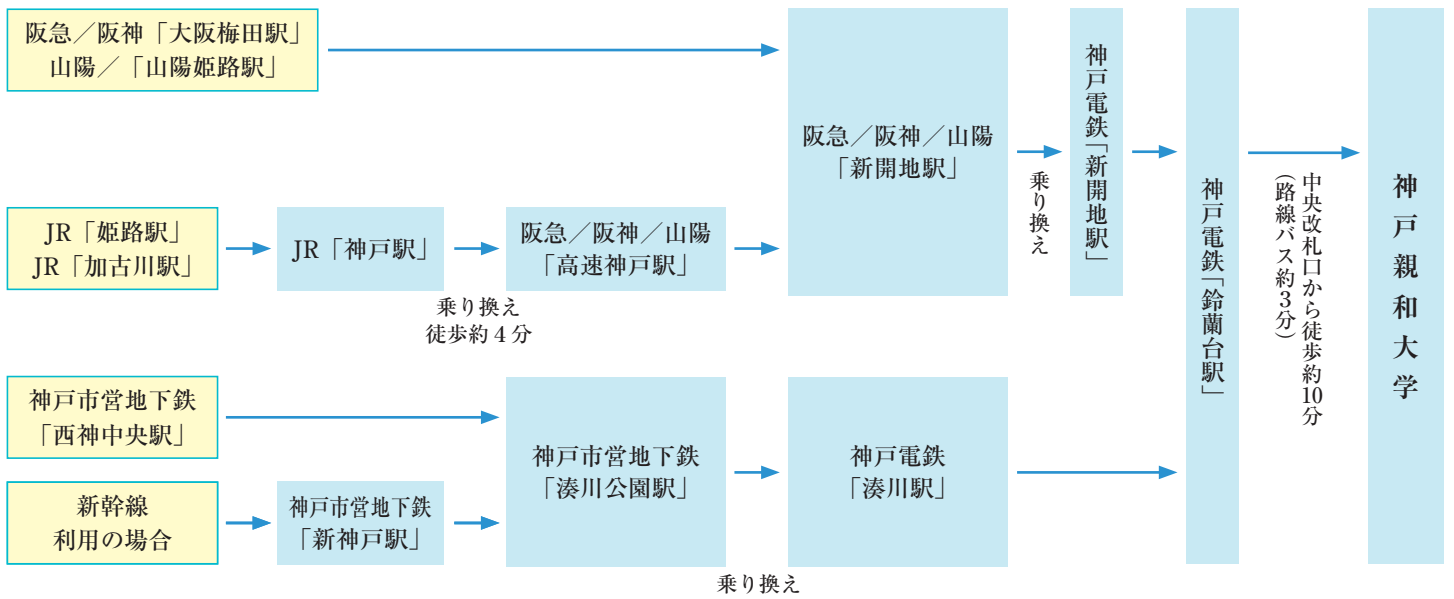 阪急／阪神「大阪梅田駅」
山陽／「山陽姫路駅」
阪急／阪神／山陽
「新開地駅」
乗り換え
神戸電鉄「新開地駅」
JR「姫路駅」
JR「加古川駅」
JR「神戸駅」
乗り換え
徒歩約４分
阪急／阪神／山陽
「高速神戸駅」
神戸市営地下鉄
「西神中央駅」
新幹線
利用の場合
神戸市営地下鉄
「新神戸駅」
神戸市営地下鉄
「湊川公園駅」
乗り換え
神戸電鉄
「湊川駅」
神戸電鉄「鈴蘭台駅」
中央改札口から徒歩約10分
（路線バス約３分）
神戸親和大学